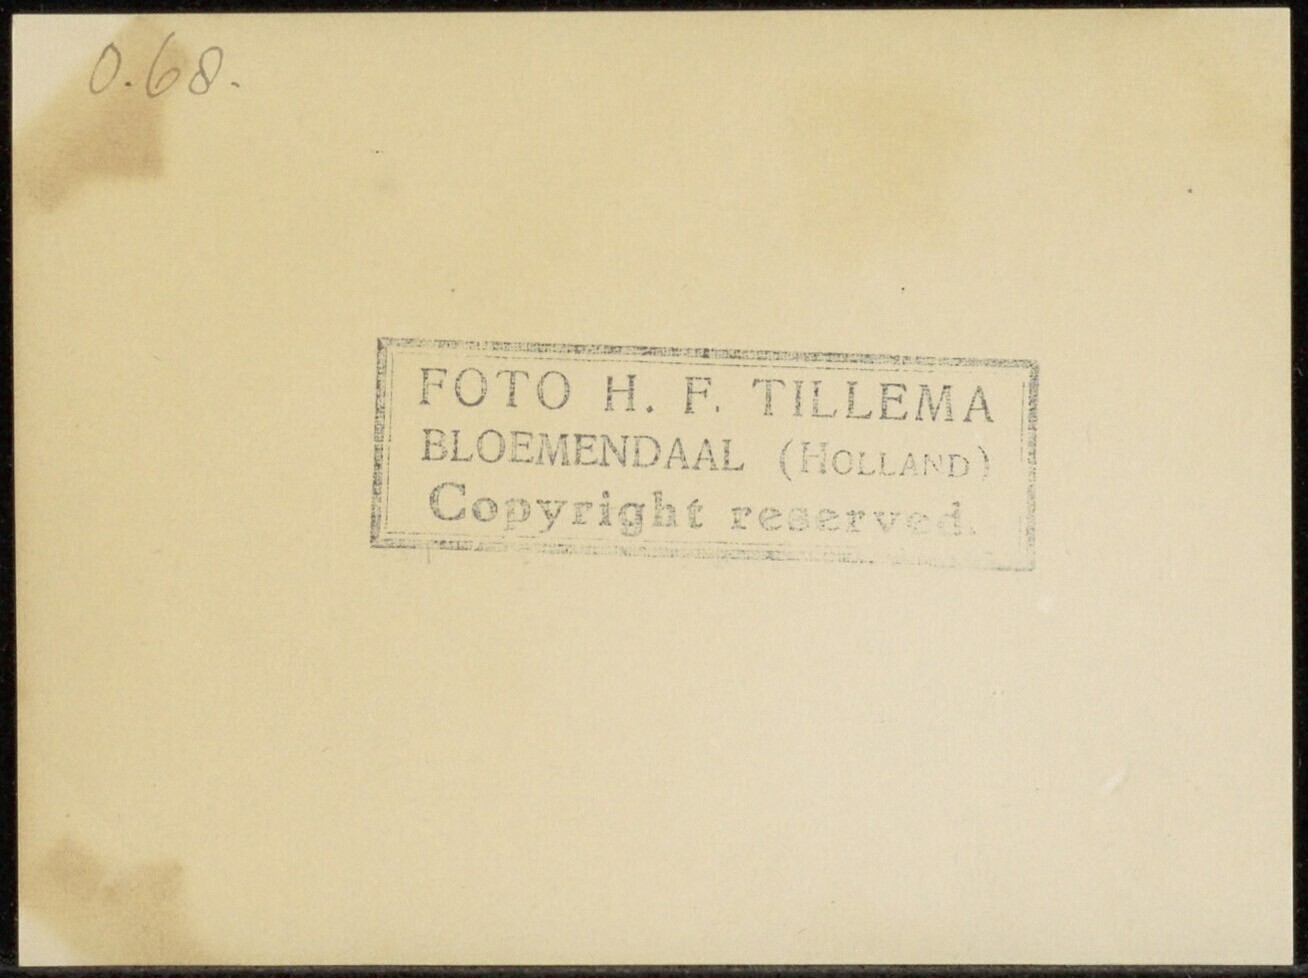 0.68.
FOTO H. F. TILLEMA
BLOEMENDAAL (HOLLAND)
Copyright reserved.